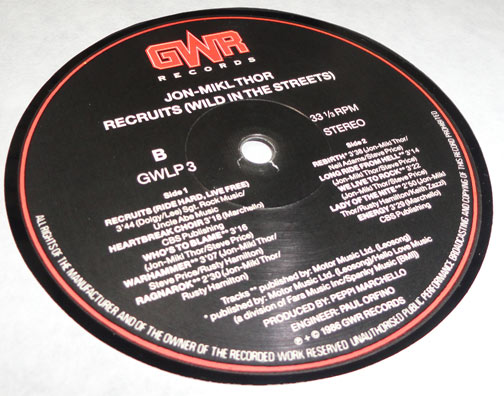 GWR
RECORDS
JON-MIKL THOR
RECRUITS (WILD IN THE STREETS)
B
GWLP 3
33 1/3 RPM
STEREO
Side 1
RECRUITS (RIDE HARD - LIVE FREE)
3'44 (Dolgy/Lee) Sgt. Rock Music/
Uncle Abe Music
HEARTBREAK CHOIR 3'18 (Marchello)
CBS Publishing
WHO'S TO BLAME** 3'16
(Jon-Mikl Thor/Steve Price)
WARHAMMER** 3'07 (Jon-Mikl Thor/
Steve Price/Rusty Hamilton)
RAGNAROK** 2'30 (Jon-Mikl Thor/
Rusty Hamilton)
Side 2
REBIRTH* 2'38 (Jon-Mikl Thor/
Neil Adams/Steve Price)
LONG RIDE FROM HELL** 3'14
(Jon-Mikl Thor/Steve Price)
WE LIVE TO ROCK** 3'22
(Jon-Mikl Thor/Steve Price)
LADY OF THE NITE** 2'50 (Jon-Mikl
Thor/Rusty Hamilton/Keith Zazzi)
ENERGY 3'29 (Marchello)
CBS Publishing
Tracks ** published by: Motor Music Ltd. (Leosong)
* published by: Motor Music Ltd. (Leosong)/Hello Love Music
(a division of Fara Music Inc/Spanky Music (BMI))
PRODUCED BY: PEPPI MARCHELLO
ENGINEER: PAUL ORFINO
℗ + © 1986 GWR RECORDS
ALL RIGHTS OF THE MANUFACTURER AND OF THE OWNER OF THE RECORDED WORK RESERVED UNAUTHORISED PUBLIC PERFORMANCE BROADCASTING AND COPYING OF THIS RECORD PROHIBITED